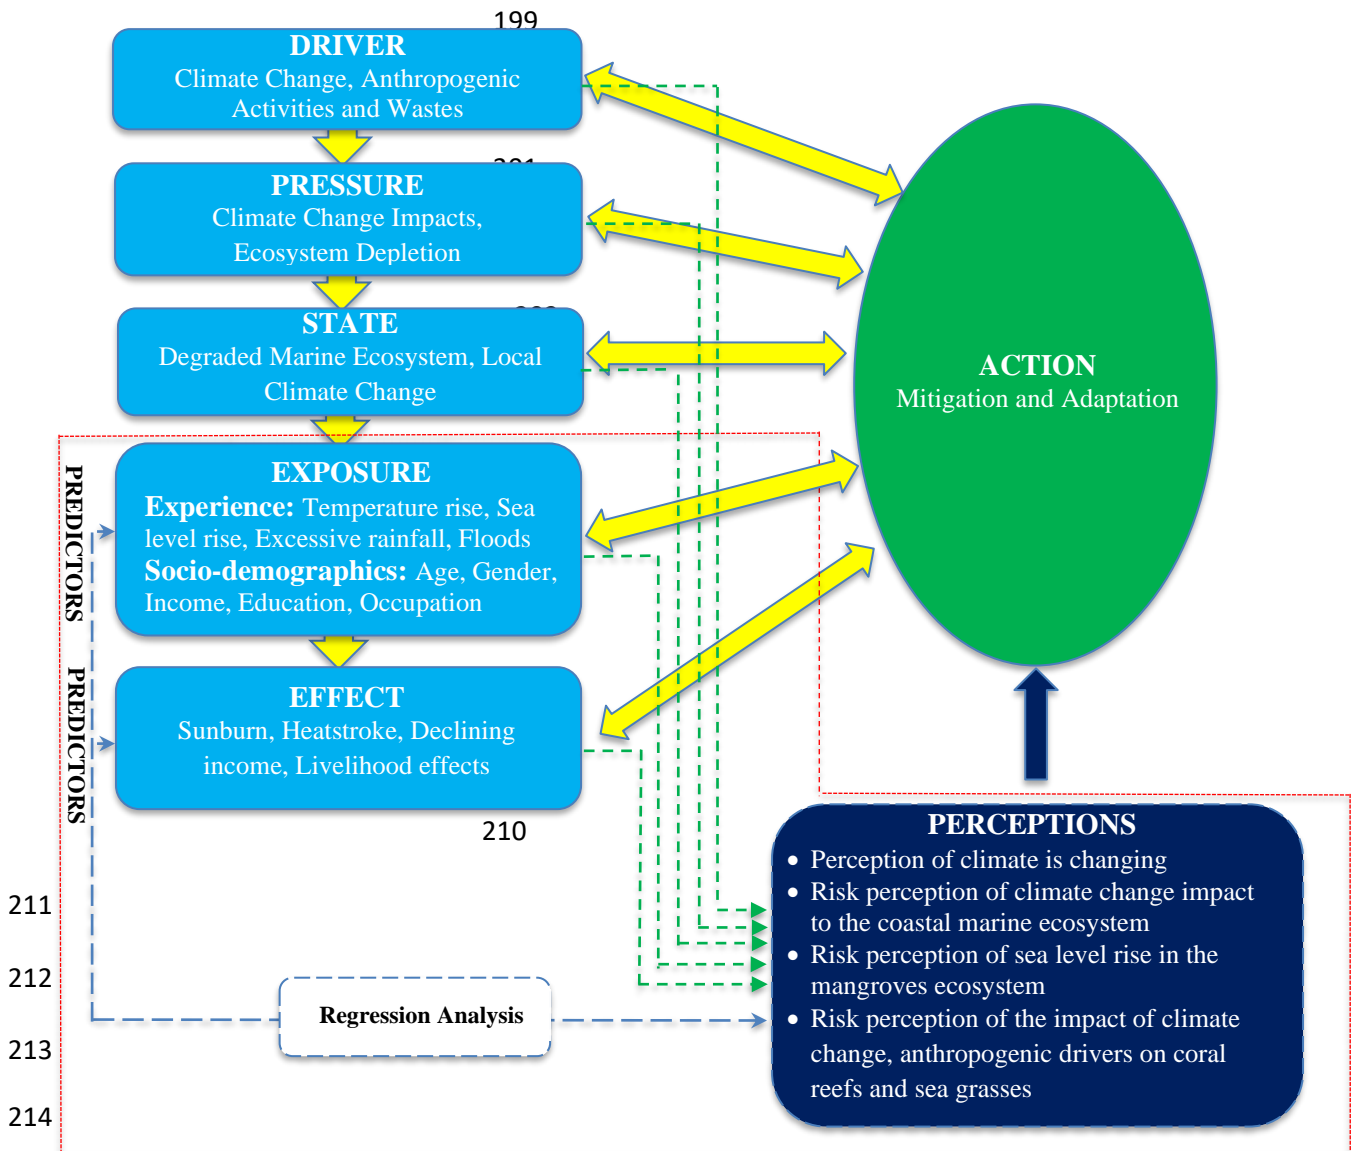 199
DRIVER
Climate Change, Anthropogenic
Activities and Wastes
PRESSURE
Climate Change Impacts,
Ecosystem Depletion
STATE
Degraded Marine Ecosystem, Local
Climate Change
EXPOSURE
Experience: Temperature rise, Sea
level rise, Excessive rainfall, Floods
Socio-demographics: Age, Gender,
Income, Education, Occupation
EFFECT
Sunburn, Heatstroke, Declining
income, Livelihood effects
210
PREDICTORS
PREDICTORS
ACTION
Mitigation and Adaptation
PERCEPTIONS
• Perception of climate is changing
• Risk perception of climate change impact
to the coastal marine ecosystem
• Risk perception of sea level rise in the
mangroves ecosystem
• Risk perception of the impact of climate
change, anthropogenic drivers on coral
reefs and sea grasses
Regression Analysis
211
212
213
214